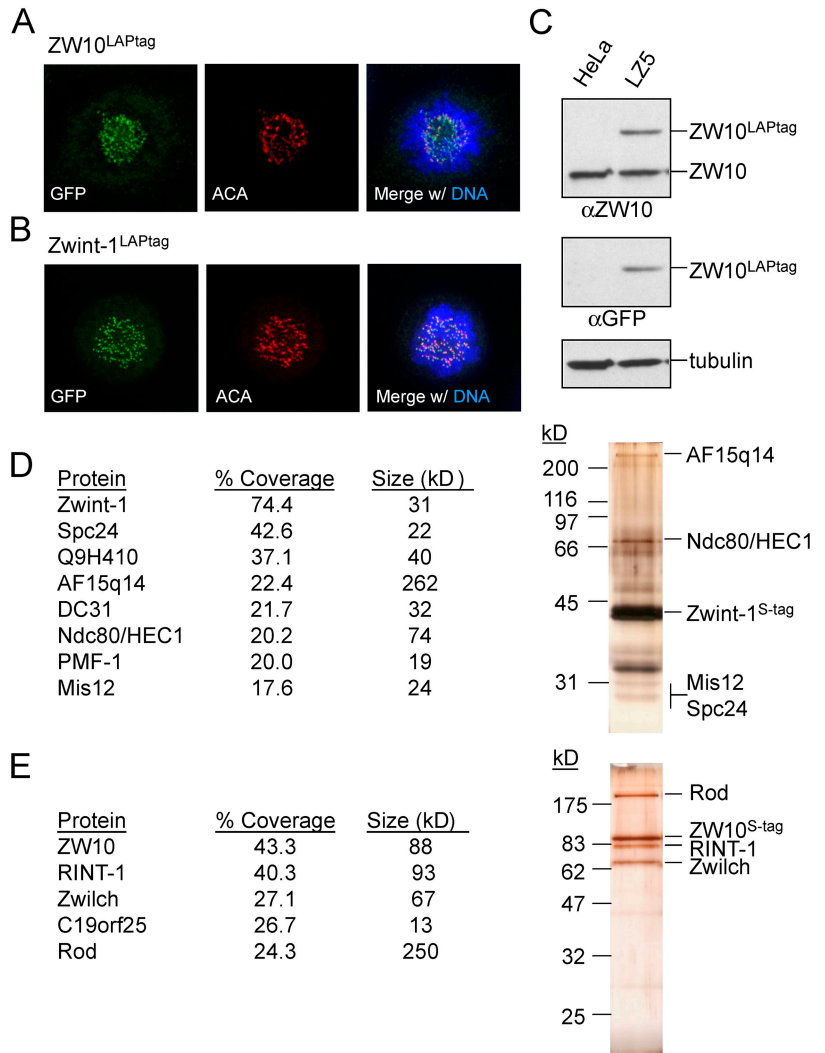 A
ZW10LAPtag
GFP
ACA
Merge w/ DNA
B
Zwint-1LAPtag
GFP
ACA
Merge w/ DNA
C
HeLa
LZ5
ZW10LAPtag
ZW10
αZW10
ZW10LAPtag
αGFP
tubulin
D
Protein % Coverage Size (kD)
Zwint-1 74.4 31
Spc24 42.6 22
Q9H410 37.1 40
AF15q14 22.4 262
DC31 21.7 32
Ndc80/HEC1 20.2 74
PMF-1 20.0 19
Mis12 17.6 24
kD
200
116
97
66
45
31
AF15q14
Ndc80/HEC1
Zwint-1S-tag
Mis12
Spc24
E
Protein % Coverage Size (kD)
ZW10 43.3 88
RINT-1 40.3 93
Zwilch 27.1 67
C19orf25 26.7 13
Rod 24.3 250
kD
175
83
62
47
32
25
Rod
ZW10S-tag
RINT-1
Zwilch